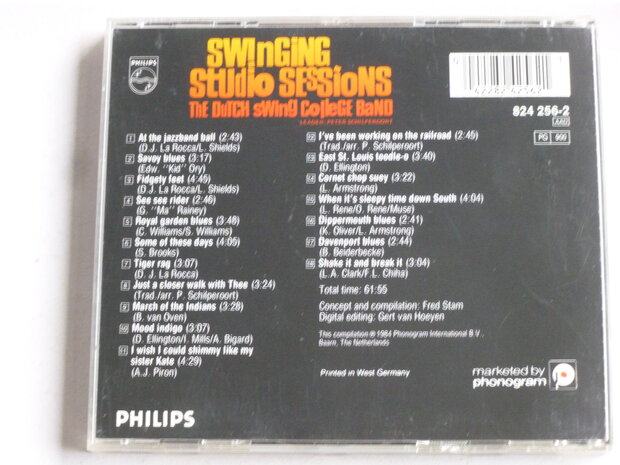 PHILIPS
SWINGING
STUDIO SESSIONS
THE DUTCH SWING COLLEGE BAND
LEADER: PETER SCHILPEROORT
824 256-2
AAD
PG 900
1 At the jazzband ball (2:43)
(D.J. La Rocca/L. Shields)
2 Savoy blues (3:17)
(Edw. "Kid" Ory)
3 Fidgety feet (4:45)
(D.J. La Rocca/L. Shields)
4 See see rider (2:46)
(G. "Ma" Rainey)
5 Royal garden blues (3:48)
(C. Williams/S. Williams)
6 Some of these days (4:05)
(S. Brooks)
7 Tiger rag (3:07)
(D. J. La Rocca)
8 Just a closer walk with Thee (3:24)
(Trad./arr. P. Schilperoort)
9 March of the Indians (3:28)
(B. van Oven)
10 Mood indigo (3:07)
(D. Ellington/I. Mills/A. Bigard)
11 I wish I could shimmy like my
sister Kate (4:29)
(A.J. Piron)
12 I've been working on the railroad (2:45)
(Trad./arr. P. Schilperoort)
13 East St. Louis toodle-o (3:40)
(D. Ellington)
14 Cornet chop suey (3:22)
(L. Armstrong)
15 When it's sleepy time down South (4:04)
(L. Rene/O. Rene/Muse)
16 Dippermouth blues (2:41)
(K. Oliver/L. Armstrong)
17 Davenport blues (2:44)
(B. Beiderbecke)
18 Shake it and break it (3:04)
(L.A. Clark/F.L. Chiha)
Total time: 61:55
Concept and compilation: Fred Stam
Digital editing: Gert van Hoeyen
This compilation ℗ 1984 Phonogram International B.V.,
Baarn, The Netherlands
Printed in West Germany
marketed by
phonogram
PHILIPS